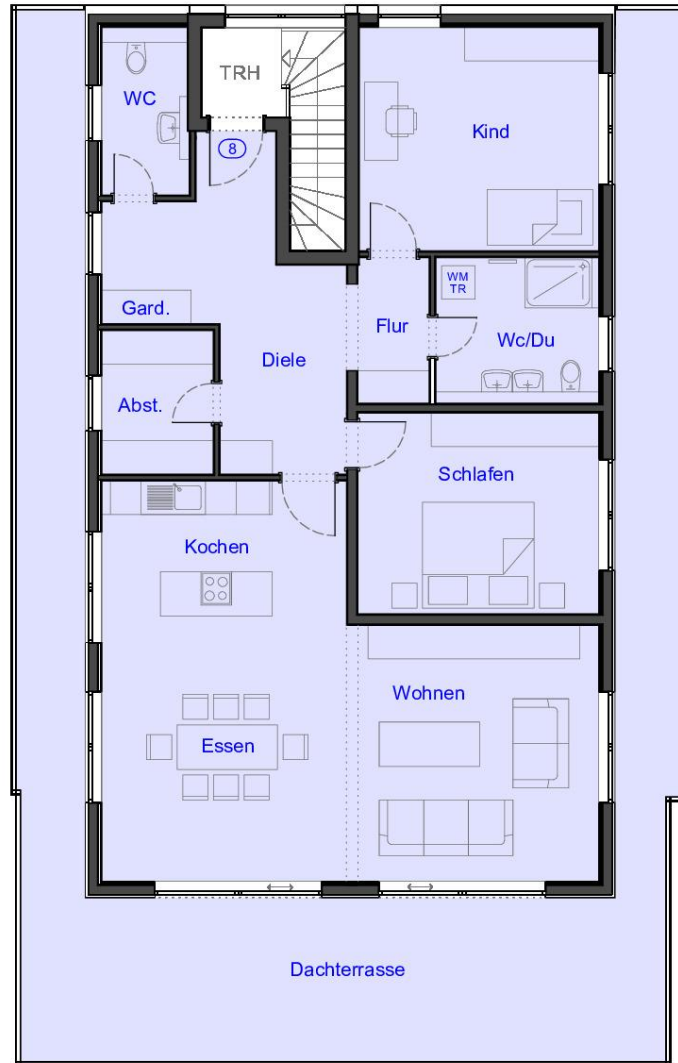 TRH
WC
8
Kind
WM
TR
Gard.
Flur
Wc/Du
Diele
Abst.
Schlafen
Kochen
Wohnen
Essen
Dachterrasse